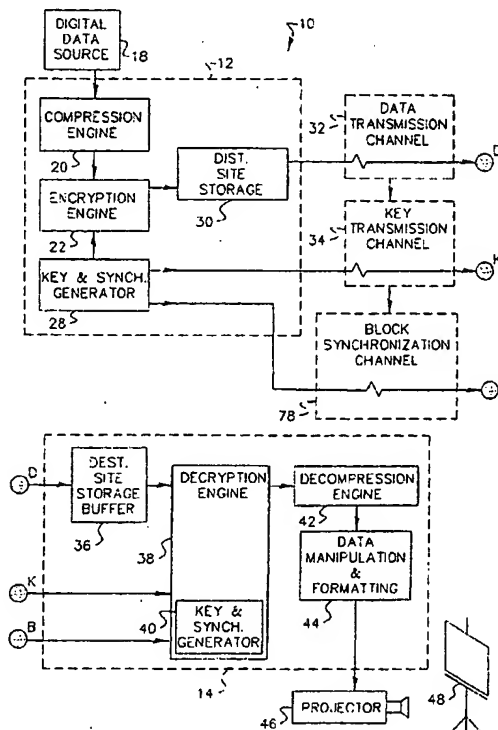 DIGITAL
DATA
SOURCE
18
10
12
COMPRESSION
ENGINE
20
ENCRYPTION
ENGINE
22
KEY & SYNCH.
GENERATOR
28
DIST.
SITE
STORAGE
30
32
DATA
TRANSMISSION
CHANNEL
D
34
KEY
TRANSMISSION
CHANNEL
K
BLOCK
SYNCHRONIZATION
CHANNEL
78
D
DEST.
SITE
STORAGE
BUFFER
36
DECRYPTION
ENGINE
38
K
B
40
KEY &
SYNCH.
GENERATOR
DECOMPRESSION
ENGINE
42
DATA
MANIPULATION
&
FORMATTING
44
14
PROJECTOR
46
48